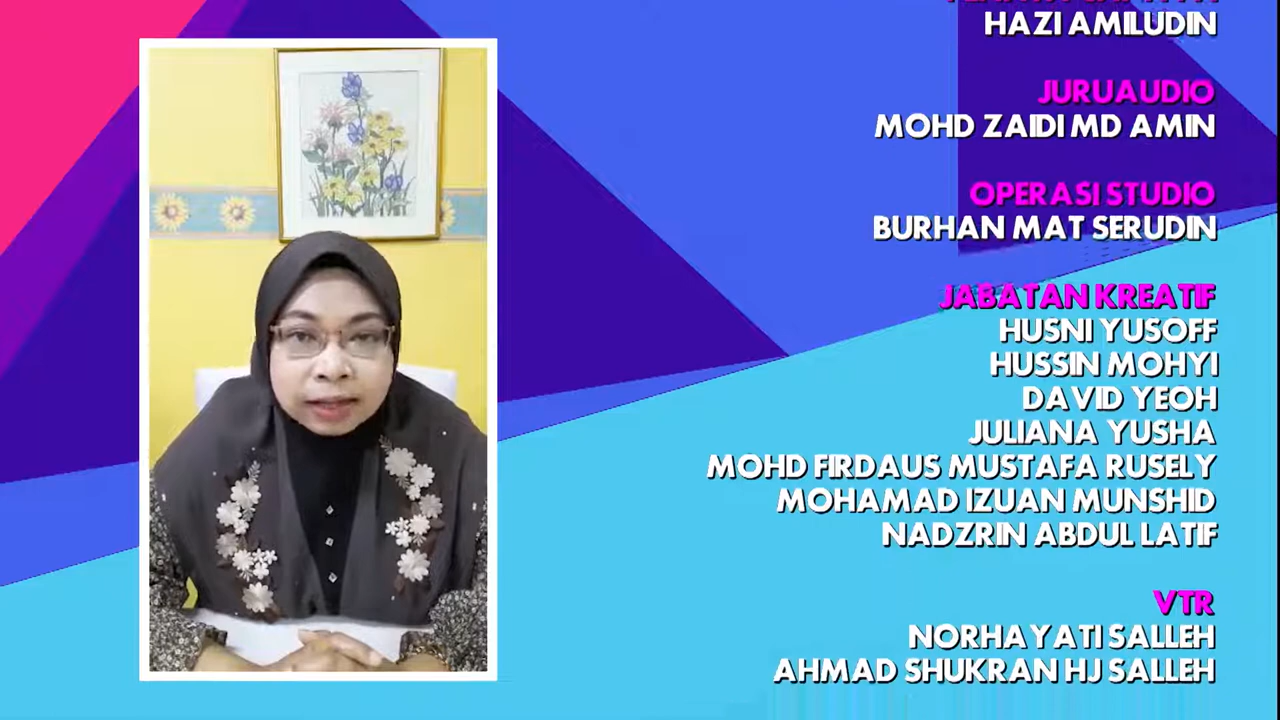 HAZI AMILUDIN
JURUAUDIO
MOHD ZAIDI MD AMIN
OPERASI STUDIO
BURHAN MAT SERUDIN
JABATAN KREATIF
HUSNI YUSOFF
HUSSIN MOHYI
DAVID YEOH
JULIANA YUSHA
MOHD FIRDAUS MUSTAFA RUSELY
MOHAMAD IZUAN MUNSHID
NADZRIN ABDUL LATIF
VTR
NORHAYATI SALLEH
AHMAD SHUKRAN HJ SALLEH